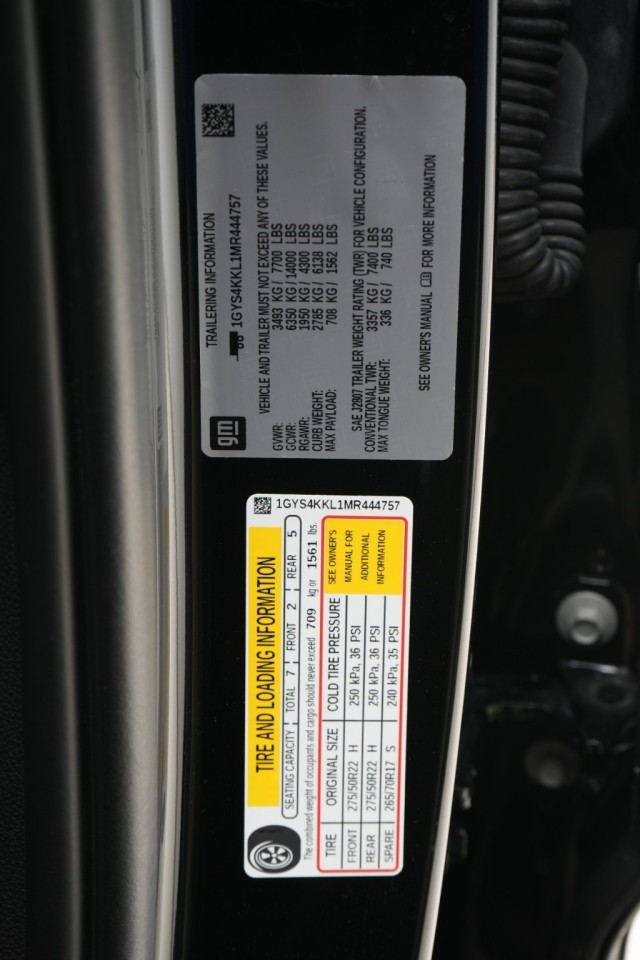 TRAILERING INFORMATION
1GYS4KKL1MR444757
gm
VEHICLE AND TRAILER MUST NOT EXCEED ANY OF THESE VALUES.
GVWR: 3493 KG / 7700 LBS
GCWR: 6350 KG / 14000 LBS
RGAWR: 1950 KG / 4300 LBS
CURB WEIGHT: 2785 KG / 6138 LBS
MAX PAYLOAD: 708 KG / 1562 LBS
SAE J2807 TRAILER WEIGHT RATING (TWR) FOR VEHICLE CONFIGURATION.
CONVENTIONAL TWR: 3357 KG / 7400 LBS
MAX TONGUE WEIGHT: 336 KG / 740 LBS
SEE OWNER'S MANUAL FOR MORE INFORMATION
1GYS4KKL1MR444757
TIRE AND LOADING INFORMATION
SEATING CAPACITY TOTAL 7 FRONT 2 REAR 5
The combined weight of occupants and cargo should never exceed 709 kg or 1561 lbs.
TIRE ORIGINAL SIZE COLD TIRE PRESSURE
FRONT 275/50R22 H 250 kPa, 36 PSI
REAR 275/50R22 H 250 kPa, 36 PSI
SPARE 265/70R17 S 240 kPa, 35 PSI
SEE OWNER'S
MANUAL FOR
ADDITIONAL
INFORMATION